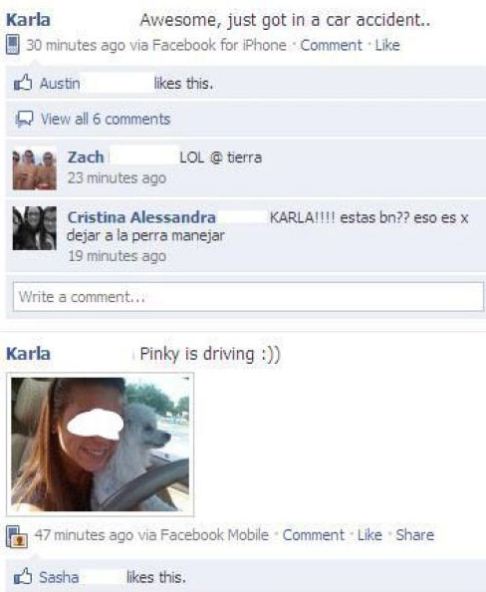 Karla Awesome, just got in a car accident..
30 minutes ago via Facebook for iPhone · Comment · Like
Austin likes this.
View all 6 comments
Zach LOL @ tierra
23 minutes ago
Cristina Alessandra KARLA!!!! estas bn?? eso es x
dejar a la perra manejar
19 minutes ago
Write a comment...
Karla Pinky is driving :))
47 minutes ago via Facebook Mobile · Comment · Like · Share
Sasha likes this.